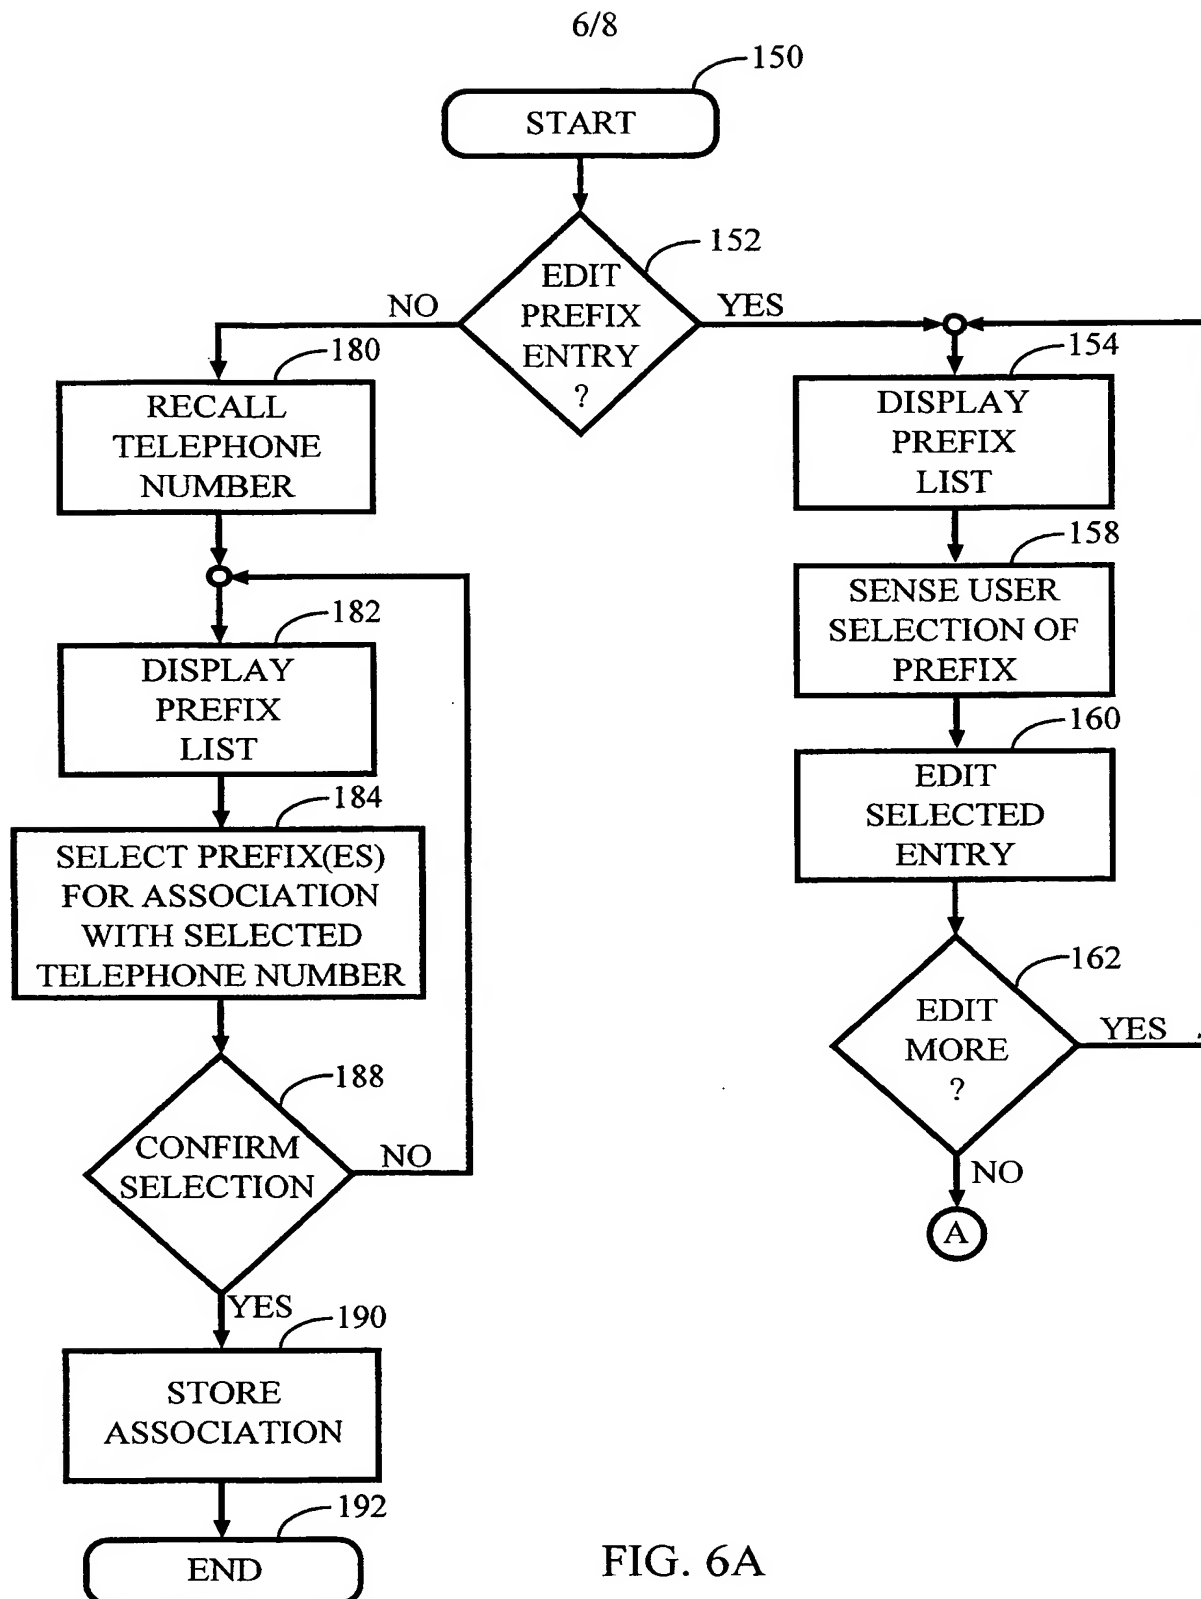 6/8
150
START
152
EDIT
PREFIX
ENTRY
?
NO
YES
180
RECALL
TELEPHONE
NUMBER
182
DISPLAY
PREFIX
LIST
184
SELECT PREFIX(ES)
FOR ASSOCIATION
WITH SELECTED
TELEPHONE NUMBER
188
CONFIRM
SELECTION
NO
YES
190
STORE
ASSOCIATION
192
END
154
DISPLAY
PREFIX
LIST
158
SENSE USER
SELECTION OF
PREFIX
160
EDIT
SELECTED
ENTRY
162
EDIT
MORE
?
YES
NO
A
FIG. 6A